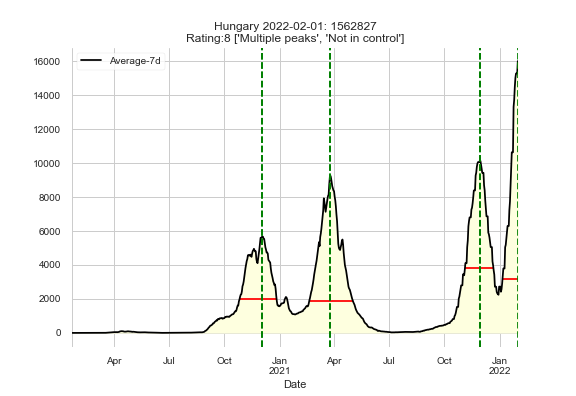 Hungary 2022-02-01: 1562827
Rating:8 ['Multiple peaks', 'Not in control']
Average-7d
16000
14000
12000
10000
8000
6000
4000
2000
0
Apr Jul Oct Jan Apr Jul Oct Jan
2021 2022
Date